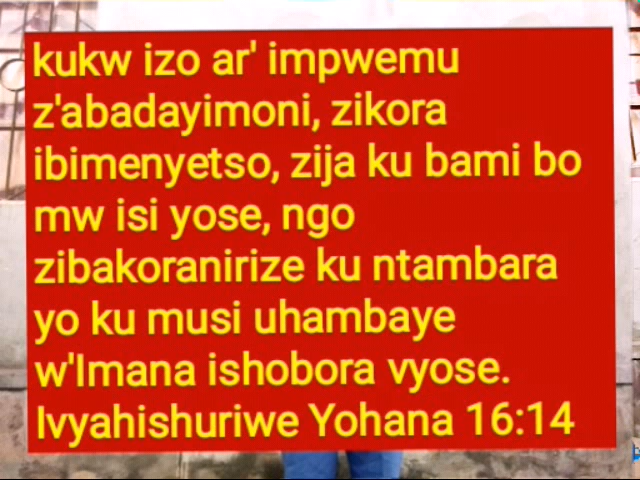 kukw izo ar' impwemu
z'abadayimoni, zikora
ibimenyetso, zija ku bami bo
mw isi yose, ngo
zibakoranirize ku ntambara
yo ku musi uhambaye
w'Imana ishobora vyose.
Ivyahishuriwe Yohana 16:14